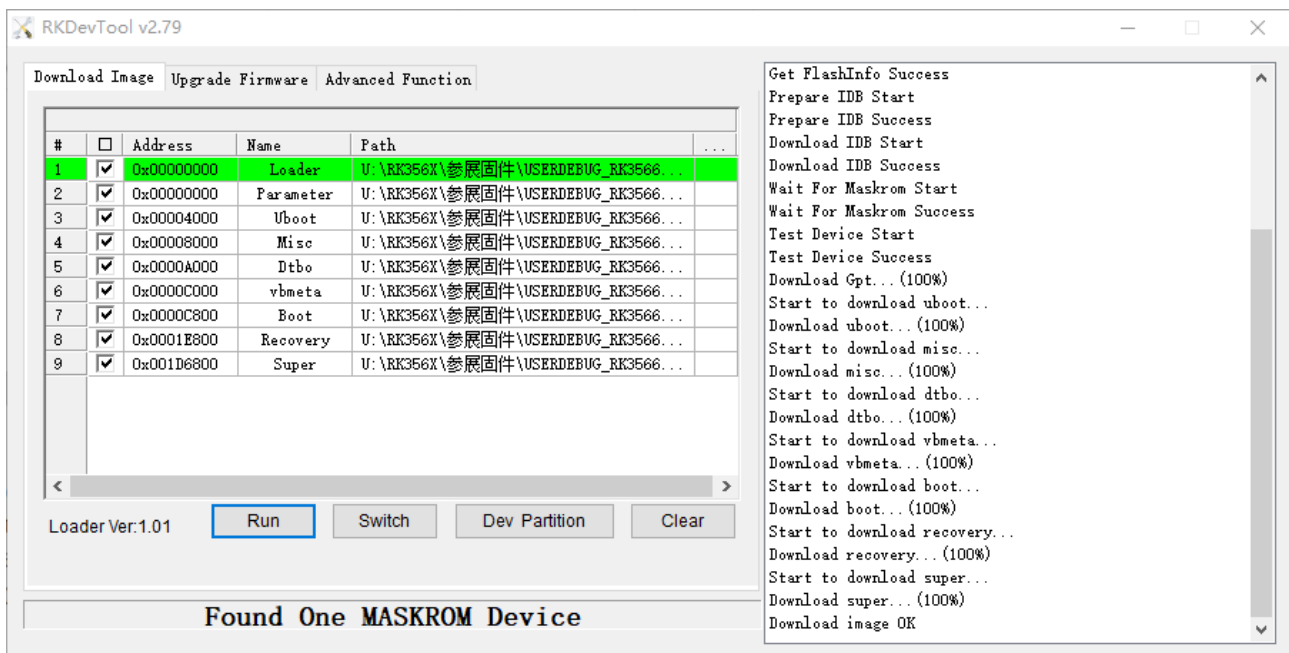 RKDevTool v2.79
Download Image Upgrade Firmware Advanced Function
# Address Name Path ...
1 0x00000000 Loader U:\RK356X\参展固件\USERDEBUG_RK3566...
2 0x00000000 Parameter U:\RK356X\参展固件\USERDEBUG_RK3566...
3 0x00004000 Uboot U:\RK356X\参展固件\USERDEBUG_RK3566...
4 0x00008000 Misc U:\RK356X\参展固件\USERDEBUG_RK3566...
5 0x0000A000 Dtbo U:\RK356X\参展固件\USERDEBUG_RK3566...
6 0x0000C000 vbmeta U:\RK356X\参展固件\USERDEBUG_RK3566...
7 0x0000C800 Boot U:\RK356X\参展固件\USERDEBUG_RK3566...
8 0x0001E800 Recovery U:\RK356X\参展固件\USERDEBUG_RK3566...
9 0x001D6800 Super U:\RK356X\参展固件\USERDEBUG_RK3566...
Loader Ver:1.01 Run Switch Dev Partition Clear
Found One MASKROM Device
Get FlashInfo Success
Prepare IDB Start
Prepare IDB Success
Download IDB Start
Download IDB Success
Wait For Maskrom Start
Wait For Maskrom Success
Test Device Start
Test Device Success
Download Gpt...(100%)
Start to download uboot...
Download uboot...(100%)
Start to download misc...
Download misc...(100%)
Start to download dtbo...
Download dtbo...(100%)
Start to download vbmeta...
Download vbmeta...(100%)
Start to download boot...
Download boot...(100%)
Start to download recovery...
Download recovery...(100%)
Start to download super...
Download super...(100%)
Download image OK